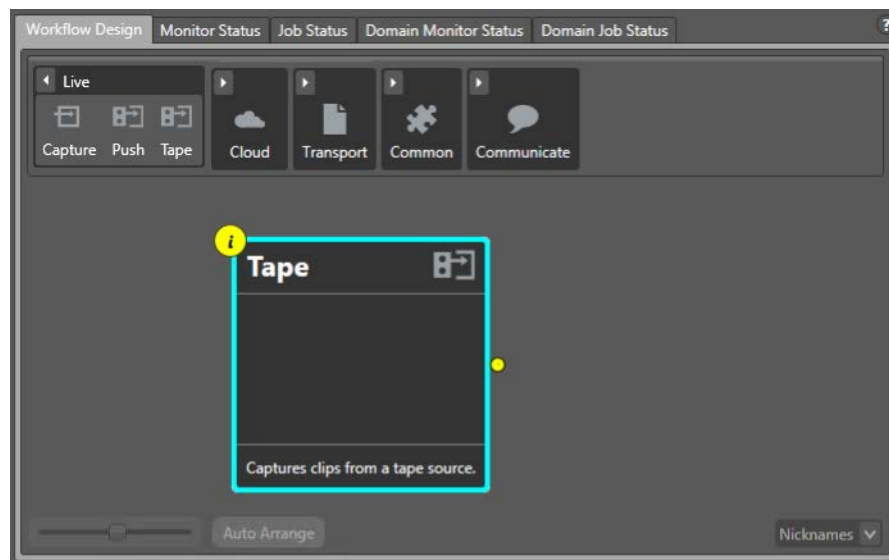 Workflow Design Monitor Status Job Status Domain Monitor Status Domain Job Status ?
Live
Capture Push Tape Cloud Transport Common Communicate
i
Tape
Captures clips from a tape source.
Auto Arrange Nicknames